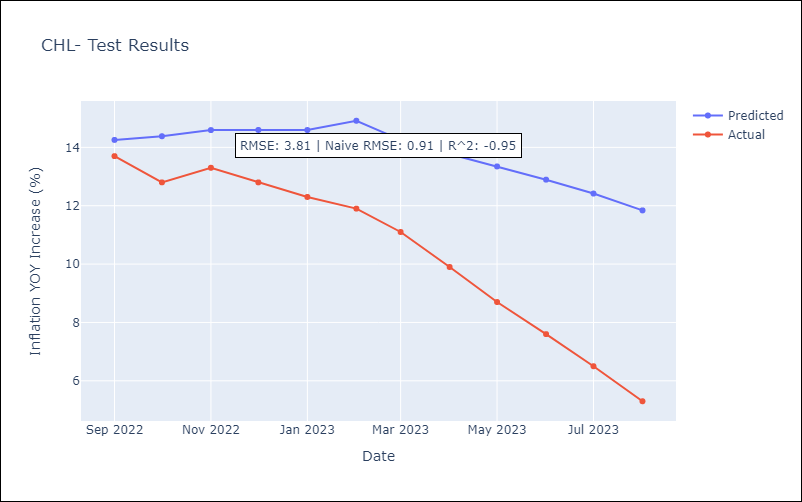 CHL- Test Results
Predicted
Actual
RMSE: 3.81 | Naive RMSE: 0.91 | R^2: -0.95
Inflation YOY Increase (%)
14
12
10
8
6
Sep 2022 Nov 2022 Jan 2023 Mar 2023 May 2023 Jul 2023
Date